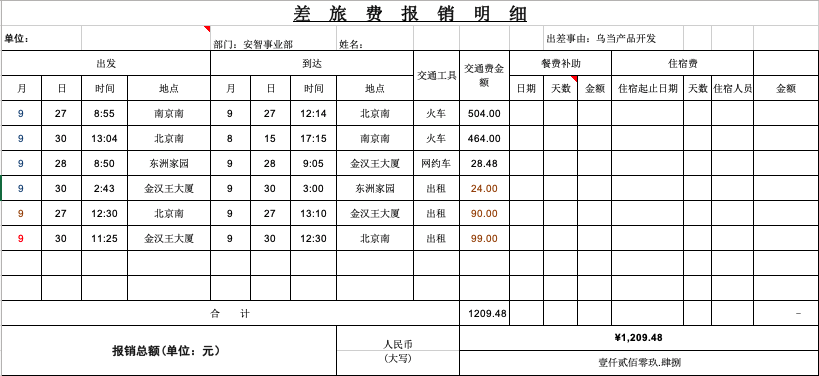 差 旅 费 报 销 明 细
单位： 部门：安智事业部 姓名： 出差事由：乌当产品开发
出发 到达 交通工具 交通费金额 餐费补助 住宿费
月 日 时间 地点 月 日 时间 地点 日期 天数 金额 住宿起止日期 天数 住宿人员 金额
9 27 8:55 南京南 9 27 12:14 北京南 火车 504.00
9 30 13:04 北京南 8 15 17:15 南京南 火车 464.00
9 28 8:50 东洲家园 9 28 9:05 金汉王大厦 网约车 28.48
9 30 2:43 金汉王大厦 9 30 3:00 东洲家园 出租 24.00
9 27 12:30 北京南 9 27 13:10 金汉王大厦 出租 90.00
9 30 11:25 金汉王大厦 9 30 12:30 北京南 出租 99.00
合 计 1209.48 -
报销总额(单位：元) 人民币(大写) ¥1,209.48
壹仟贰佰零玖.肆捌